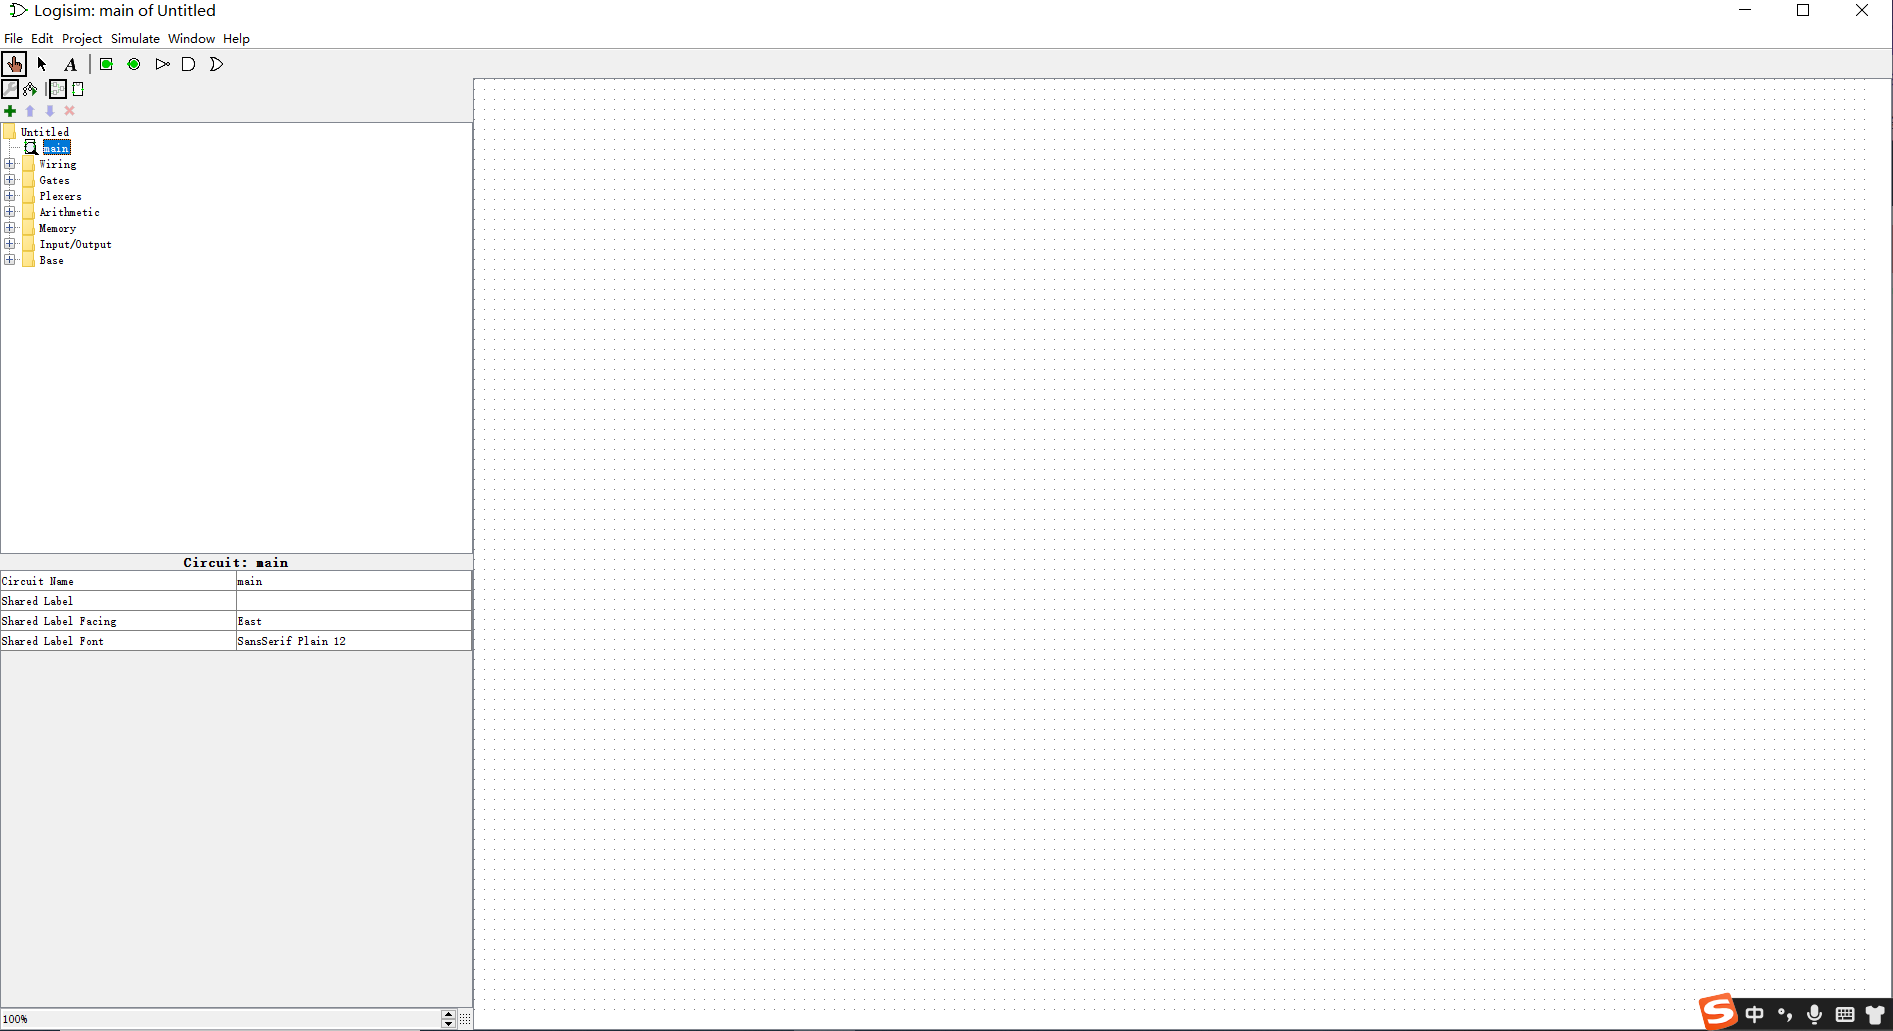 Logisim: main of Untitled
File Edit Project Simulate Window Help
A
Untitled
main
Wiring
Gates
Plexers
Arithmetic
Memory
Input/Output
Base
Circuit: main
Circuit Name main
Shared Label
Shared Label Facing East
Shared Label Font SansSerif Plain 12
100%
S 中 °,